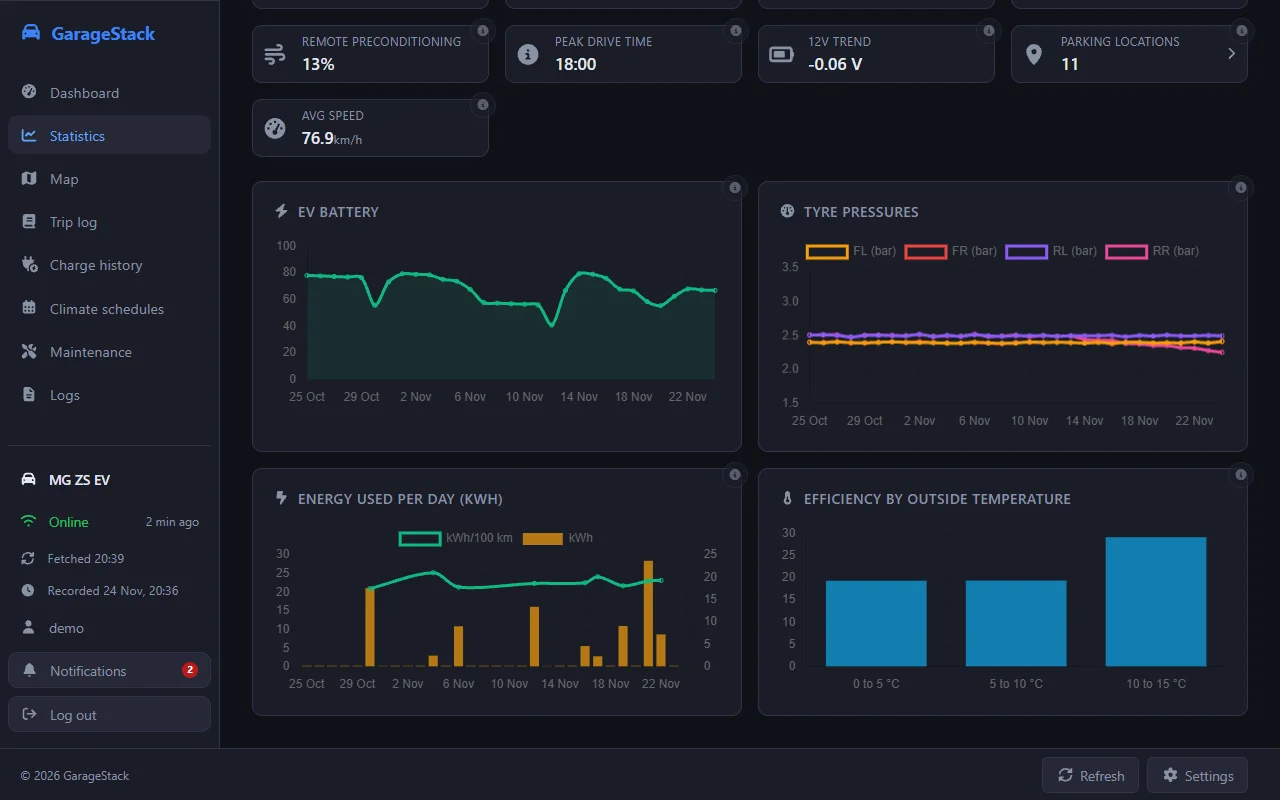 GarageStack
Dashboard
Statistics
Map
Trip log
Charge history
Climate schedules
Maintenance
Logs
MG ZS EV
Online 2 min ago
Fetched 20:39
Recorded 24 Nov, 20:36
demo
Notifications 2
Log out
REMOTE PRECONDITIONING
13%
PEAK DRIVE TIME
18:00
12V TREND
-0.06 V
PARKING LOCATIONS
11
AVG SPEED
76.9km/h
EV BATTERY
100
80
60
40
20
0
25 Oct 29 Oct 2 Nov 6 Nov 10 Nov 14 Nov 18 Nov 22 Nov
TYRE PRESSURES
FL (bar) FR (bar) RL (bar) RR (bar)
3.5
3.0
2.5
2.0
1.5
25 Oct 29 Oct 2 Nov 6 Nov 10 Nov 14 Nov 18 Nov 22 Nov
ENERGY USED PER DAY (KWH)
kWh/100 km kWh
30 25
25 20
20 15
15 10
10 5
5 0
0
25 Oct 29 Oct 2 Nov 6 Nov 10 Nov 14 Nov 18 Nov 22 Nov
EFFICIENCY BY OUTSIDE TEMPERATURE
30
25
20
15
10
5
0
0 to 5 °C 5 to 10 °C 10 to 15 °C
© 2026 GarageStack
Refresh
Settings